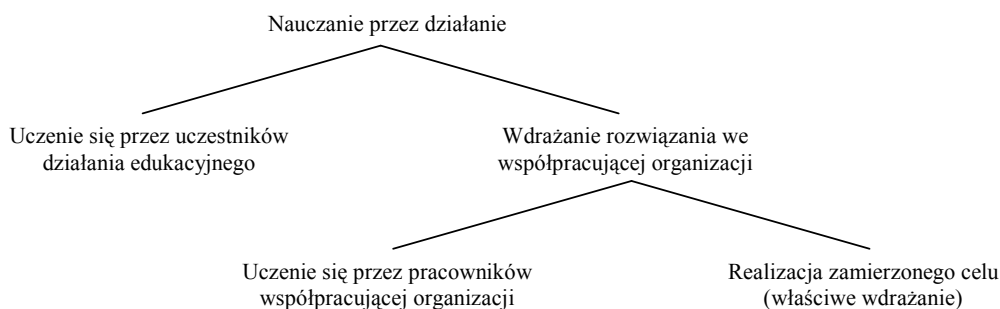 Nauczanie przez działanie
Uczenie się przez uczestników
działania edukacyjnego
Wdrażanie rozwiązania we
współpracującej organizacji
Uczenie się przez pracowników
współpracującej organizacji
Realizacja zamierzonego celu
(właściwe wdrażanie)